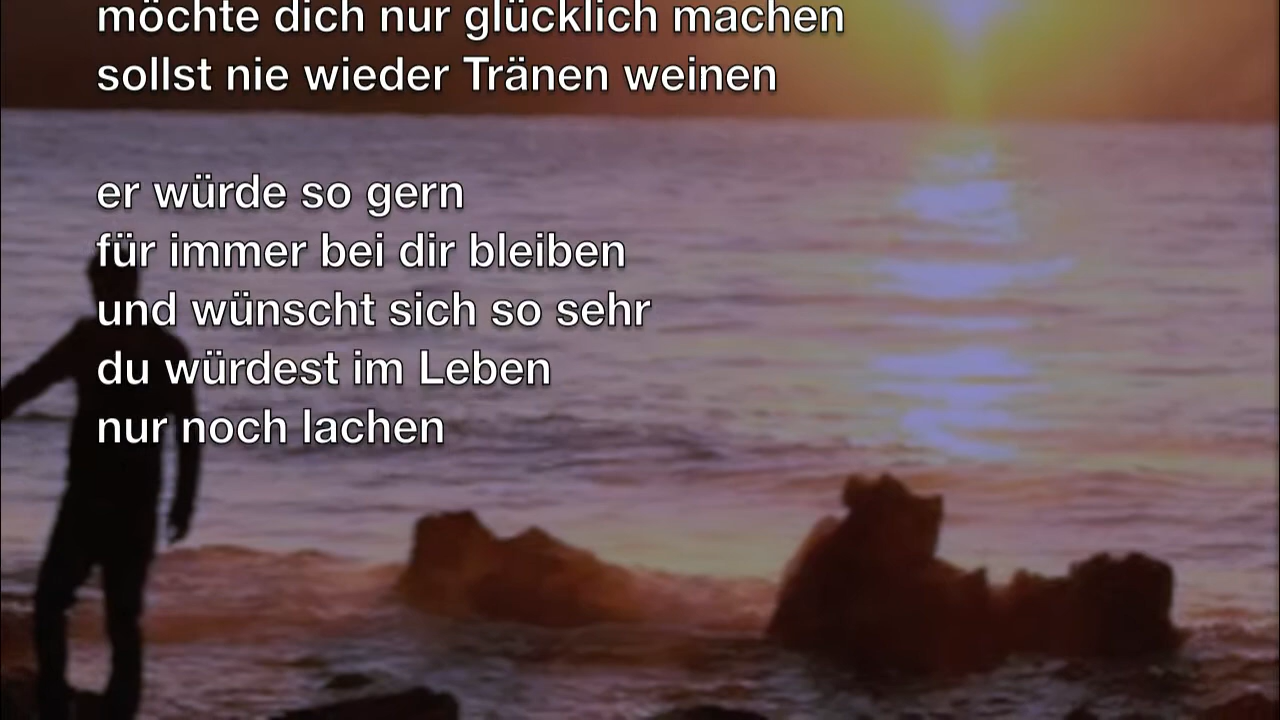 möchte dich nur glücklich machen
sollst nie wieder Tränen weinen
er würde so gern
für immer bei dir bleiben
und wünscht sich so sehr
du würdest im Leben
nur noch lachen